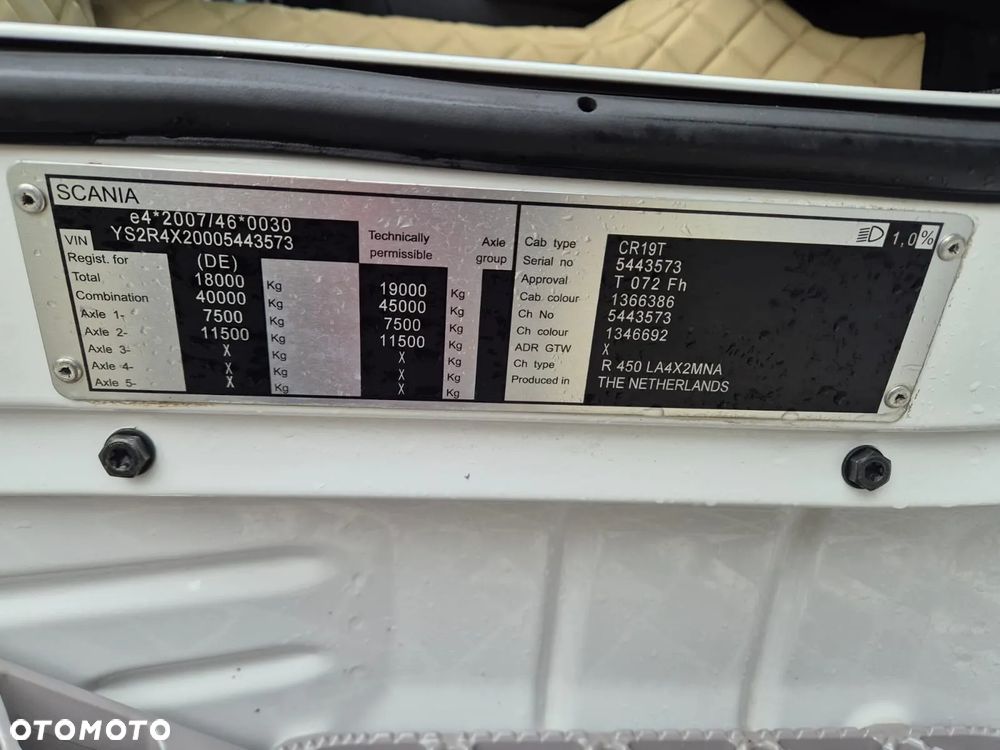 SCANIA
e4*2007/46*0030
VIN YS2R4X20005443573
Regist. for (DE) Technically permissible Axle group
Total 18000 Kg 19000 Kg
Combination 40000 Kg 45000 Kg
Axle 1- 7500 Kg 7500 Kg
Axle 2- 11500 Kg 11500 Kg
Axle 3- X Kg X Kg
Axle 4- X Kg X Kg
Axle 5- X Kg X Kg
1,0%
Cab type CR19T
Serial no 5443573
Approval T 072 Fh
Cab colour 1366386
Ch No 5443573
Ch colour 1346692
ADR GTW X
Ch type R 450 LA4X2MNA
Produced in THE NETHERLANDS
OTOMOTO